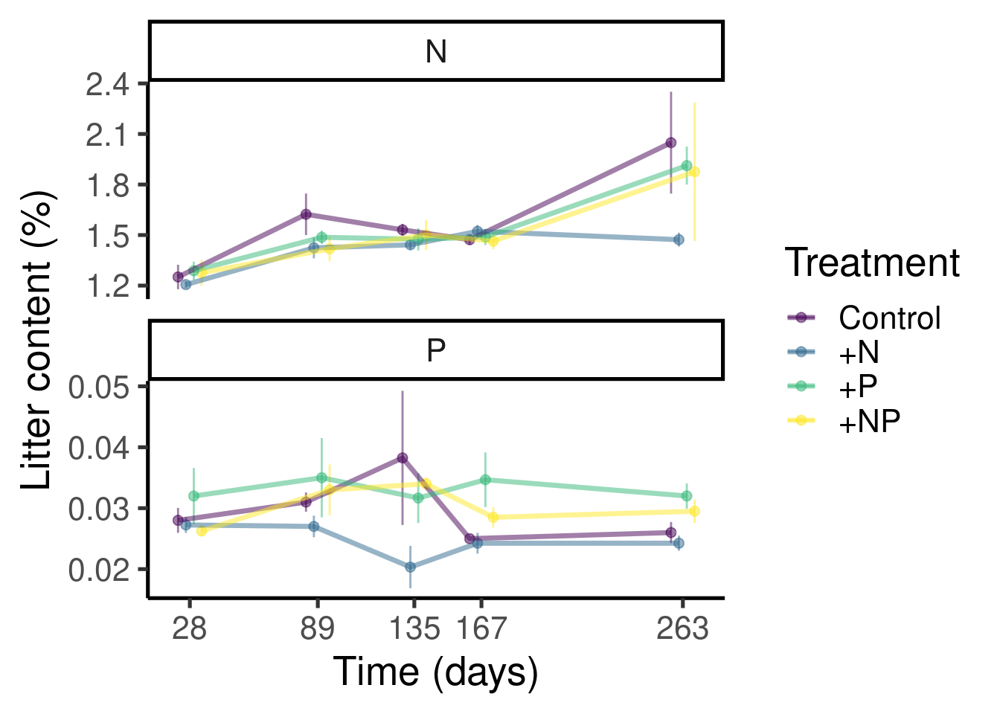 N
2.4
2.1
1.8
1.5
1.2
Litter content (%)
P
0.05
0.04
0.03
0.02
28 89 135 167 263
Time (days)
Treatment
Control
+N
+P
+NP